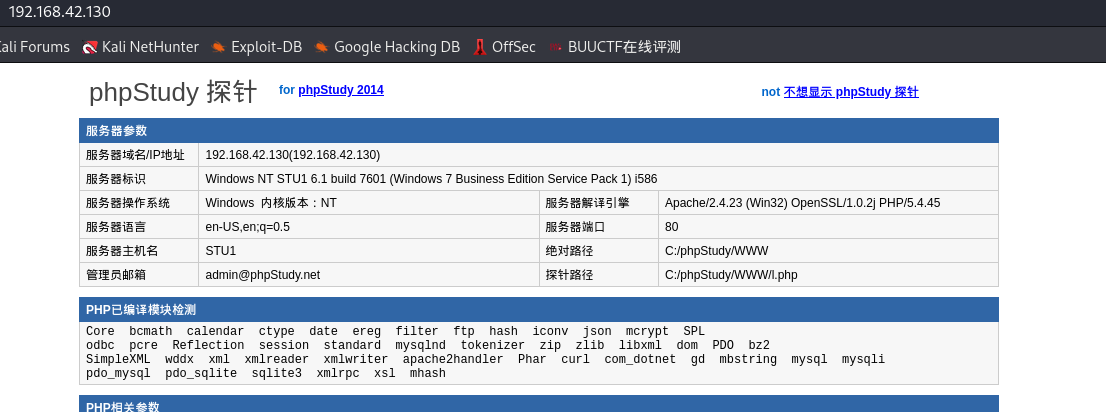 192.168.42.130
Kali Forums Kali NetHunter Exploit-DB Google Hacking DB OffSec BUUCTF在线评测
phpStudy 探针 for phpStudy 2014 not 不想显示 phpStudy 探针
服务器参数
服务器域名/IP地址 192.168.42.130(192.168.42.130)
服务器标识 Windows NT STU1 6.1 build 7601 (Windows 7 Business Edition Service Pack 1) i586
服务器操作系统 Windows 内核版本：NT 服务器解译引擎 Apache/2.4.23 (Win32) OpenSSL/1.0.2j PHP/5.4.45
服务器语言 en-US,en;q=0.5 服务器端口 80
服务器主机名 STU1 绝对路径 C:/phpStudy/WWW
管理员邮箱 admin@phpStudy.net 探针路径 C:/phpStudy/WWW/l.php
PHP已编译模块检测
Core bcmath calendar ctype date ereg filter ftp hash iconv json mcrypt SPL
odbc pcre Reflection session standard mysqlnd tokenizer zip zlib libxml dom PDO bz2
SimpleXML wddx xml xmlreader xmlwriter apache2handler Phar curl com_dotnet gd mbstring mysql mysqli
pdo_mysql pdo_sqlite sqlite3 xmlrpc xsl mhash
PHP相关参数